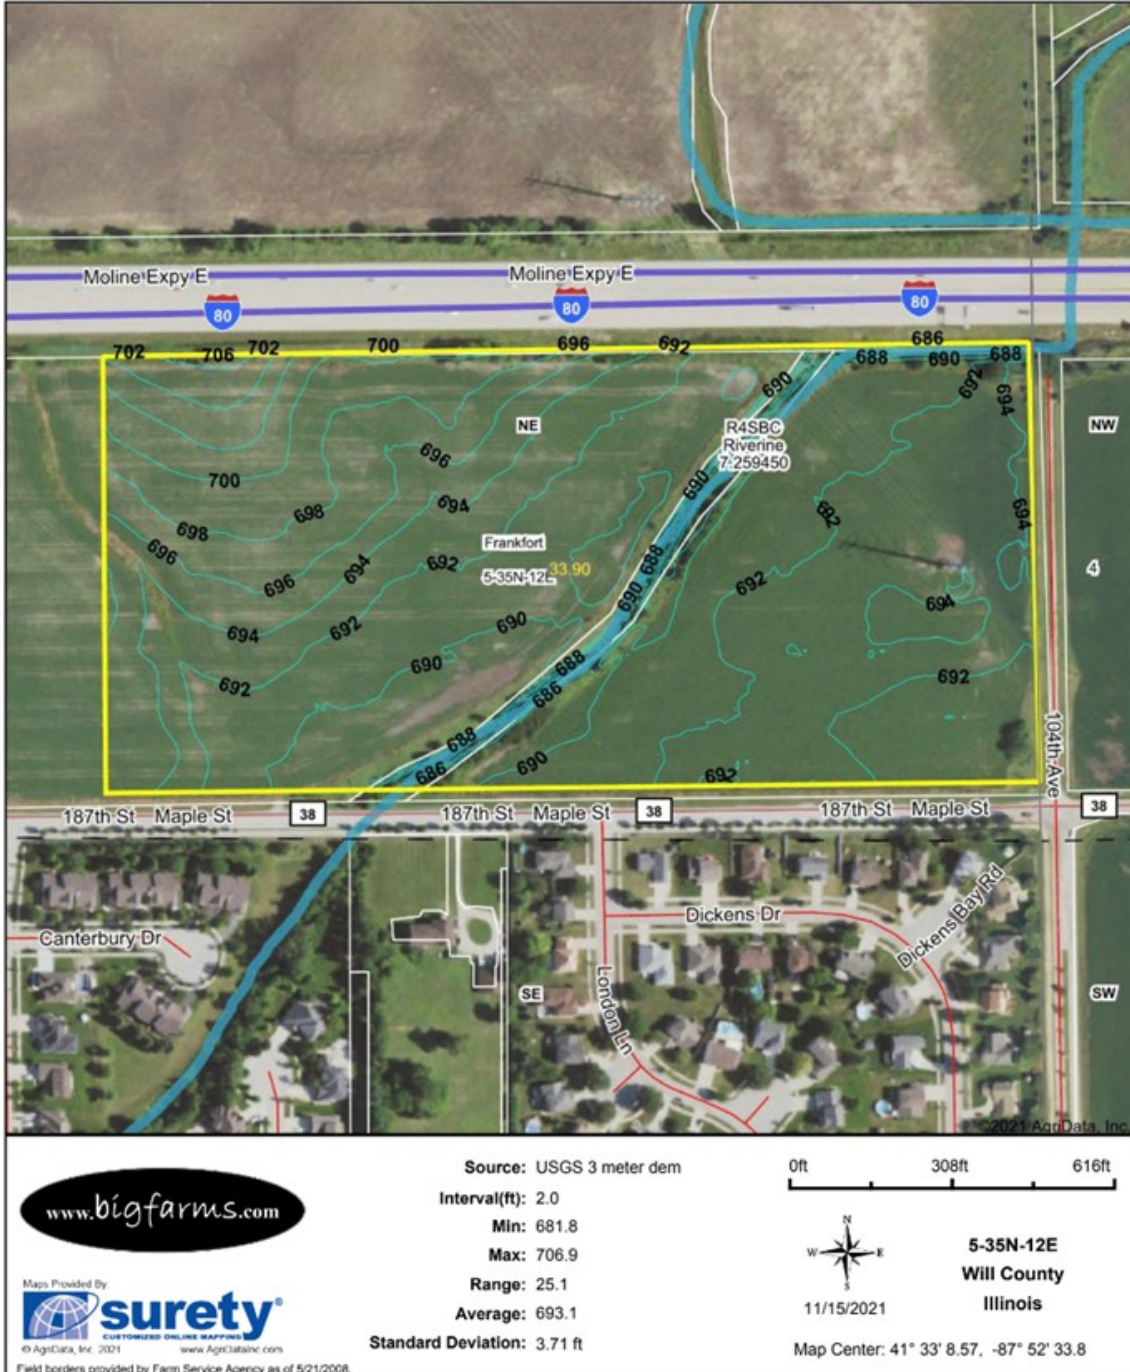 Moline Expy E
Moline Expy E
80
80
80
702
706
702
700
696
692
686
688
690
688
690
692
694
NE
R4SBC
Riverine
7.259450
NW
696
700
694
690
698
698
692
694
696
694
692
688
Frankfort
5-35N-12E
33.90
4
696
692
690
694
694
692
690
690
688
692
692
686
688
686
690
692
187th St Maple St
38
187th St Maple St
38
187th St Maple St
38
104th Ave
Canterbury Dr
Dickens Dr
Dickens Bay Rd
London Ln
SE
SW
©2021 AgriData, Inc.
www.bigfarms.com
Maps Provided By:
surety®
CUSTOMIZED ONLINE MAPPING
© AgriData, Inc. 2021 www.AgriDataInc.com
Field borders provided by Farm Service Agency as of 5/21/2008.
Source: USGS 3 meter dem
Interval(ft): 2.0
Min: 681.8
Max: 706.9
Range: 25.1
Average: 693.1
Standard Deviation: 3.71 ft
0ft 308ft 616ft
N
W E
S
11/15/2021
5-35N-12E
Will County
Illinois
Map Center: 41° 33' 8.57, -87° 52' 33.8